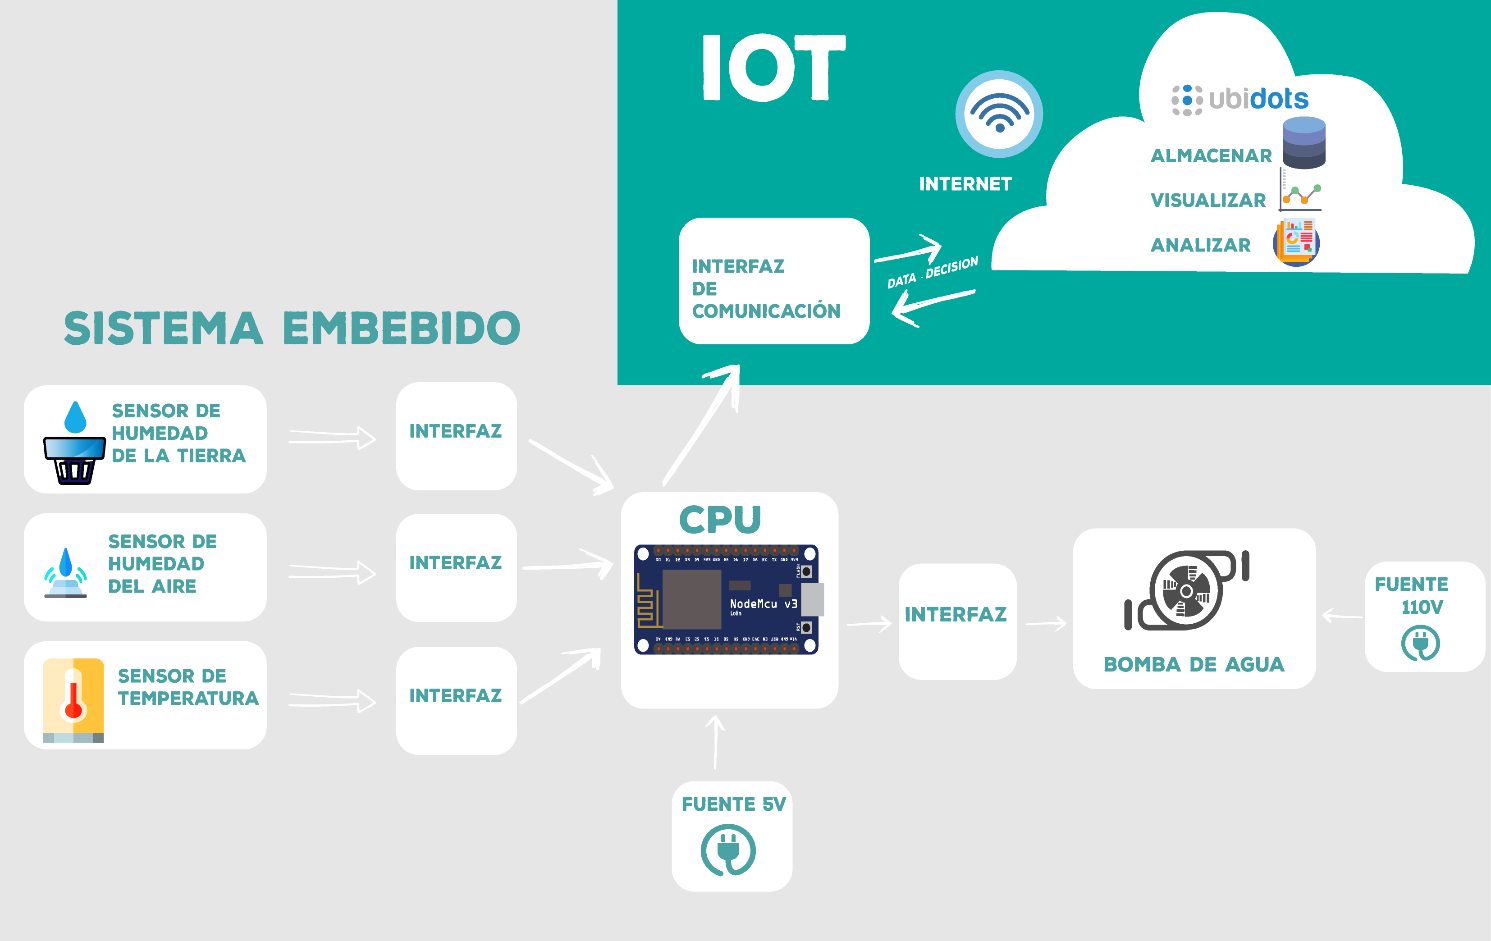 IOT
ubidots
ALMACENAR
VISUALIZAR
ANALIZAR
INTERNET
INTERFAZ
DE
COMUNICACIÓN
DATA - DECISION
SISTEMA EMBEBIDO
SENSOR DE
HUMEDAD
DE LA TIERRA
INTERFAZ
SENSOR DE
HUMEDAD
DEL AIRE
INTERFAZ
SENSOR DE
TEMPERATURA
INTERFAZ
CPU
NodeMcu v3
INTERFAZ
BOMBA DE AGUA
FUENTE
110V
FUENTE 5V